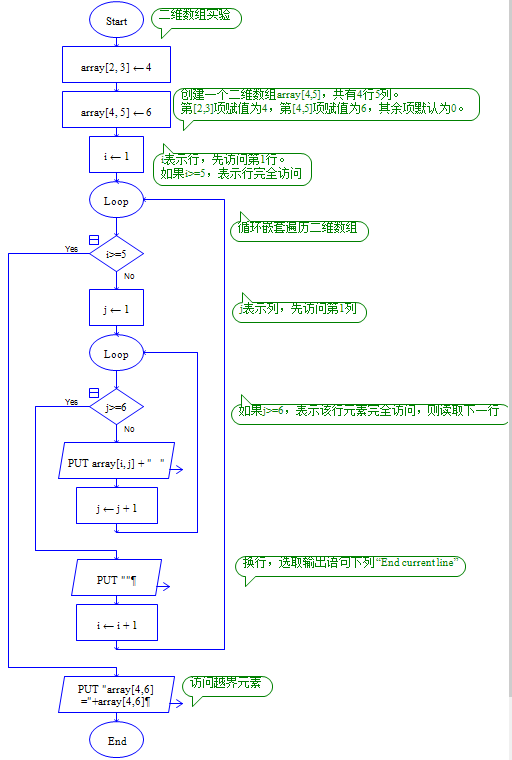 Start
二维数组实验
array[2, 3] ← 4
array[4, 5] ← 6
创建一个二维数组array[4,5]，共有4行5列。
第[2,3]项赋值为4，第[4,5]项赋值为6，其余项默认为0。
i ← 1
i表示行，先访问第1行。
如果i>=5，表示行完全访问
Loop
循环嵌套遍历二维数组
Yes
i>=5
No
j ← 1
j表示列，先访问第1列
Loop
Yes
j>=6
No
如果j>=6，表示该行元素完全访问，则读取下一行
PUT array[i, j] + "   "
j ← j + 1
PUT ""¶
换行，选取输出语句下列“End current line”
i ← i + 1
PUT "array[4,6]
="+array[4,6]¶
访问越界元素
End